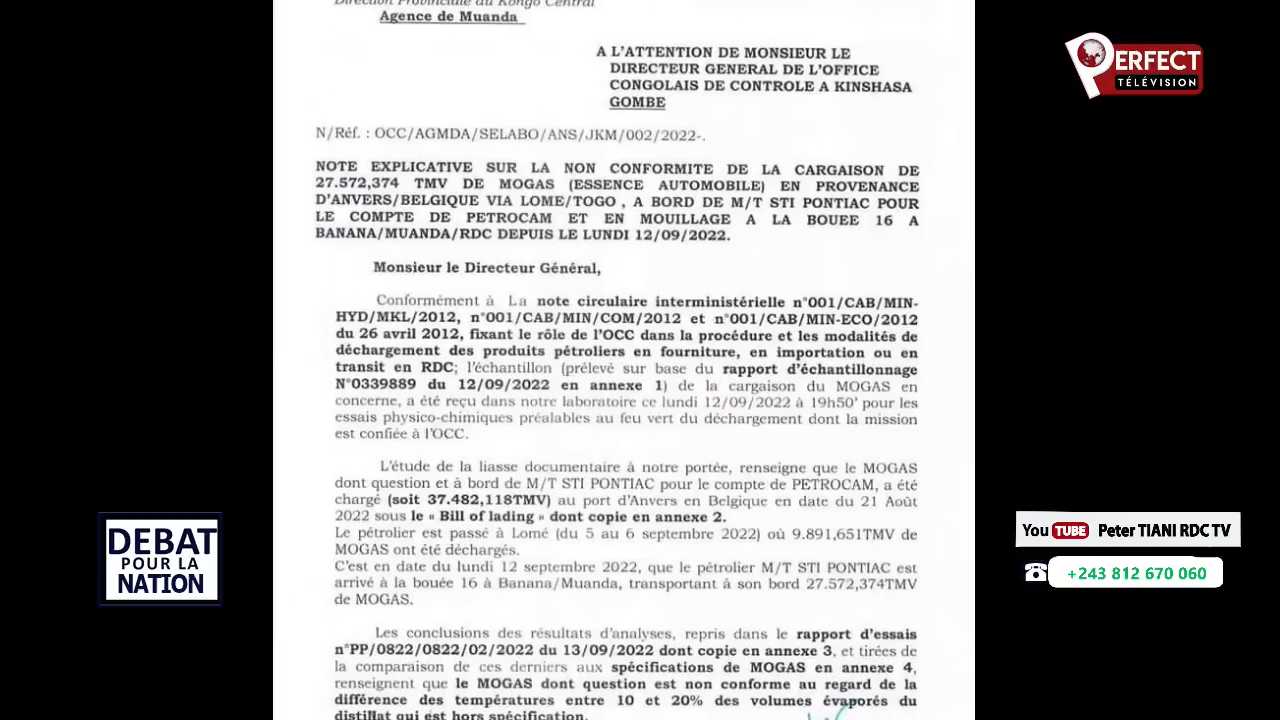 Direction Provinciale du Kongo Central
Agence de Muanda
A L'ATTENTION DE MONSIEUR LE
DIRECTEUR GENERAL DE L'OFFICE
CONGOLAIS DE CONTROLE A KINSHASA
GOMBE
N/Réf. : OCC/AGMDA/SELABO/ANS/JKM/002/2022-.
NOTE EXPLICATIVE SUR LA NON CONFORMITE DE LA CARGAISON DE
27.572,374 TMV DE MOGAS (ESSENCE AUTOMOBILE) EN PROVENANCE
D'ANVERS/BELGIQUE VIA LOME/TOGO , A BORD DE M/T STI PONTIAC POUR
LE COMPTE DE PETROCAM ET EN MOUILLAGE A LA BOUEE 16 A
BANANA/MUANDA/RDC DEPUIS LE LUNDI 12/09/2022.
Monsieur le Directeur Général,
Conformément à La note circulaire interministérielle n°001/CAB/MIN-
HYD/MKL/2012, n°001/CAB/MIN/COM/2012 et n°001/CAB/MIN-ECO/2012
du 26 avril 2012, fixant le rôle de l'OCC dans la procédure et les modalités de
déchargement des produits pétroliers en fourniture, en importation ou en
transit en RDC; l'échantillon (prélevé sur base du rapport d'échantillonnage
N°0339889 du 12/09/2022 en annexe 1) de la cargaison du MOGAS en
concerne, a été reçu dans notre laboratoire ce lundi 12/09/2022 à 19h50' pour les
essais physico-chimiques préalables au feu vert du déchargement dont la mission
est confiée à l'OCC.
L'étude de la liasse documentaire à notre portée, renseigne que le MOGAS
dont question et à bord de M/T STI PONTIAC pour le compte de PETROCAM, a été
chargé (soit 37.482,118TMV) au port d'Anvers en Belgique en date du 21 Août
2022 sous le « Bill of lading » dont copie en annexe 2.
Le pétrolier est passé à Lomé (du 5 au 6 septembre 2022) où 9.891,651TMV de
MOGAS ont été déchargés.
C'est en date du lundi 12 septembre 2022, que le pétrolier M/T STI PONTIAC est
arrivé à la bouée 16 à Banana/Muanda, transportant à son bord 27.572,374TMV
de MOGAS.
Les conclusions des résultats d'analyses, repris dans le rapport d'essais
n°PP/0822/0822/02/2022 du 13/09/2022 dont copie en annexe 3, et tirées de
la comparaison de ces derniers aux spécifications de MOGAS en annexe 4,
renseignent que le MOGAS dont question est non conforme au regard de la
différence des températures entre 10 et 20% des volumes évaporés du
distillat qui est hors spécification.
PERFECT
TÉLÉVISION
DEBAT
POUR LA
NATION
You TUBE Peter TIANI RDC TV
+243 812 670 060